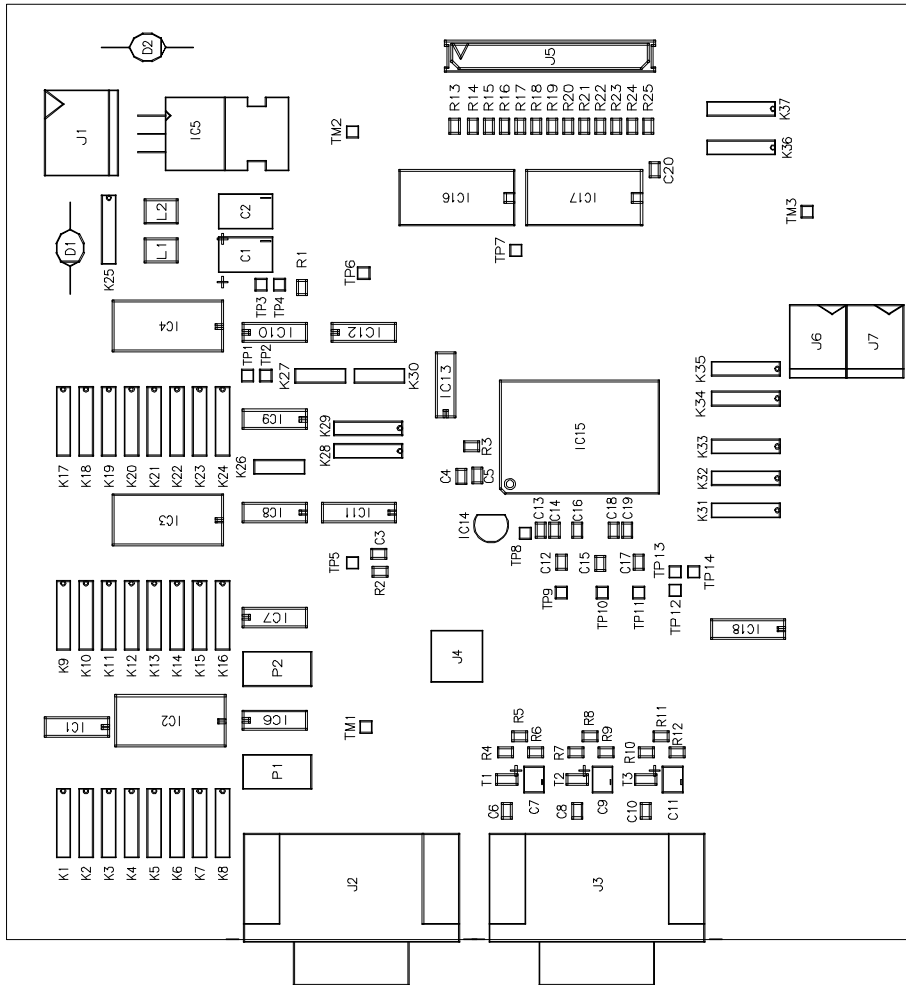 D2
J5
R13
R14
R15
R16
R17
R18
R19
R20
R21
R22
R23
R24
R25
J1
IC5
TM2
K37
K36
C20
IC16
IC17
TM3
L2
C2
D1
L1
C1
K25
TP7
TP6
R1
TP3
TP4
IC4
IC10
IC12
J6
J7
TP1
TP2
K27
K30
IC13
K35
K34
K17
K18
K19
K20
K21
K22
K23
K24
IC9
K29
K28
K26
R3
IC15
K33
K32
K31
C4
C5
IC3
IC8
IC11
IC14
TP8
C13
C14
C16
C18
C19
C3
TP5
R2
C12
C15
C17
TP13
TP14
TP9
TP10
TP11
TP12
K9
K10
K11
K12
K13
K14
K15
K16
IC7
IC18
P2
J4
IC1
IC2
IC6
TM1
R5
R8
R11
R4
R6
R7
R9
R10
R12
P1
T1
T2
T3
C6
C7
C8
C9
C10
C11
K1
K2
K3
K4
K5
K6
K7
K8
J2
J3